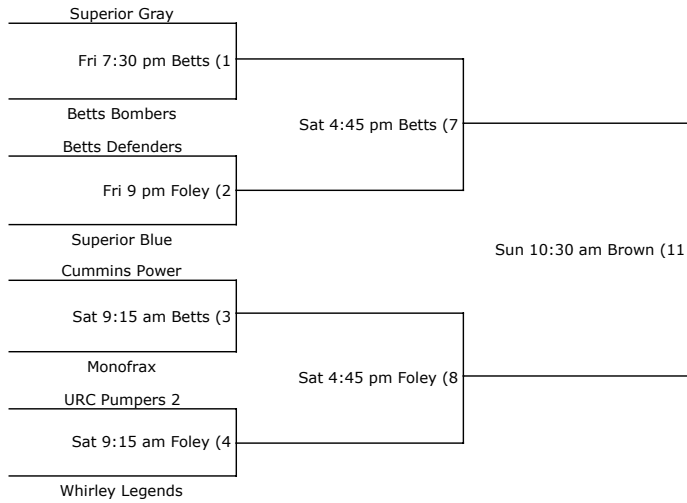 Superior Gray
Fri 7:30 pm Betts (1
Betts Bombers
Sat 4:45 pm Betts (7
Betts Defenders
Fri 9 pm Foley (2
Superior Blue
Sun 10:30 am Brown (11
Cummins Power
Sat 9:15 am Betts (3
Monofrax
Sat 4:45 pm Foley (8
URC Pumpers 2
Sat 9:15 am Foley (4
Whirley Legends